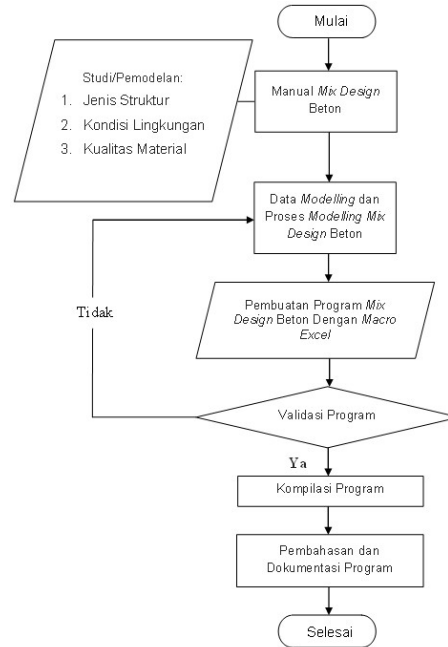 Mulai
Studi/Pemodelan:
1. Jenis Struktur
2. Kondisi Lingkungan
3. Kualitas Material
Manual Mix Design
Beton
Data Modelling dan
Proses Modelling Mix
Design Beton
Tidak
Pembuatan Program Mix
Design Beton Dengan Macro
Excel
Validasi Program
Ya
Kompilasi Program
Pembahasan dan
Dokumentasi Program
Selesai